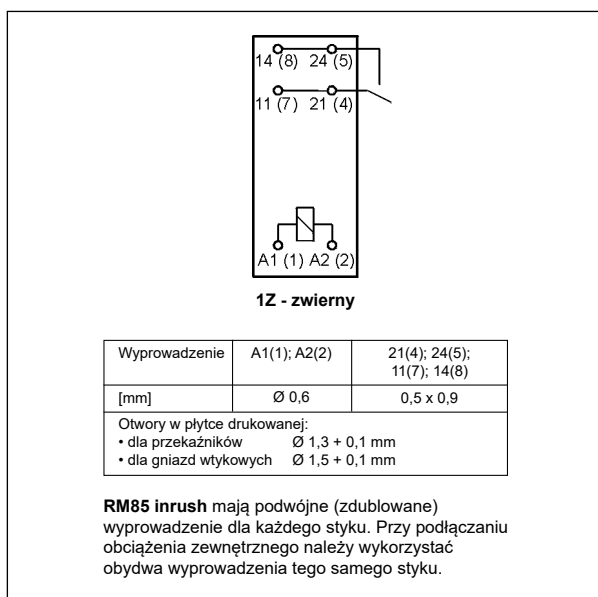 14 (8) 24 (5)
11 (7) 21 (4)
A1 (1) A2 (2)
1Z - zwierny
Wyprowadzenie A1(1); A2(2) 21(4); 24(5);
11(7); 14(8)
[mm] Ø 0,6 0,5 x 0,9
Otwory w płytce drukowanej:
• dla przekaźników Ø 1,3 + 0,1 mm
• dla gniazd wtykowych Ø 1,5 + 0,1 mm
RM85 inrush mają podwójne (zdublowane)
wyprowadzenie dla każdego styku. Przy podłączaniu
obciążenia zewnętrznego należy wykorzystać
obydwa wyprowadzenia tego samego styku.